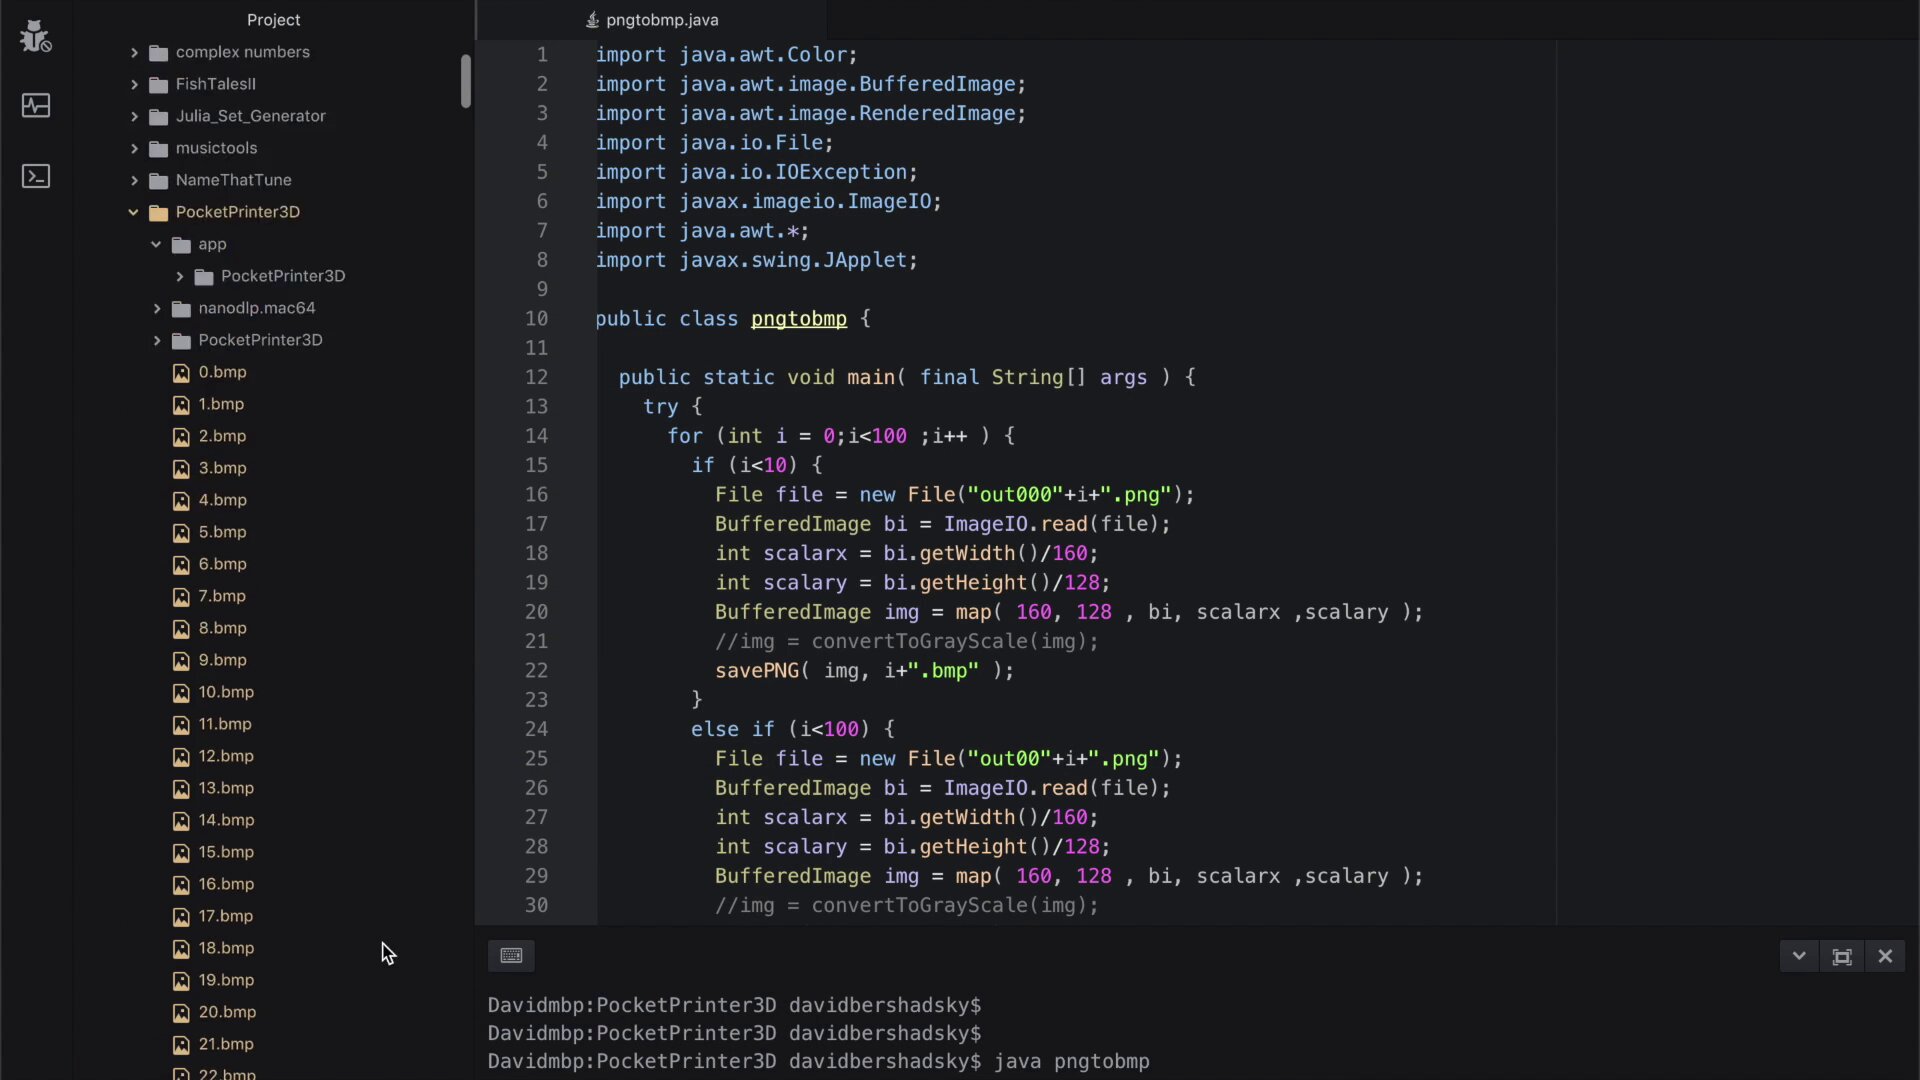 Project
complex numbers
FishTalesII
Julia_Set_Generator
musictools
NameThatTune
PocketPrinter3D
app
PocketPrinter3D
nanodlp.mac64
PocketPrinter3D
0.bmp
1.bmp
2.bmp
3.bmp
4.bmp
5.bmp
6.bmp
7.bmp
8.bmp
9.bmp
10.bmp
11.bmp
12.bmp
13.bmp
14.bmp
15.bmp
16.bmp
17.bmp
18.bmp
19.bmp
20.bmp
21.bmp
22.bmp
pngtobmp.java
1 import java.awt.Color;
2 import java.awt.image.BufferedImage;
3 import java.awt.image.RenderedImage;
4 import java.io.File;
5 import java.io.IOException;
6 import javax.imageio.ImageIO;
7 import java.awt.*;
8 import javax.swing.JApplet;
9
10 public class pngtobmp {
11
12 public static void main( final String[] args ) {
13 try {
14 for (int i = 0;i<100 ;i++ ) {
15 if (i<10) {
16 File file = new File("out000"+i+".png");
17 BufferedImage bi = ImageIO.read(file);
18 int scalarx = bi.getWidth()/160;
19 int scalary = bi.getHeight()/128;
20 BufferedImage img = map( 160, 128 , bi, scalarx ,scalary );
21 //img = convertToGrayScale(img);
22 savePNG( img, i+".bmp" );
23 }
24 else if (i<100) {
25 File file = new File("out00"+i+".png");
26 BufferedImage bi = ImageIO.read(file);
27 int scalarx = bi.getWidth()/160;
28 int scalary = bi.getHeight()/128;
29 BufferedImage img = map( 160, 128 , bi, scalarx ,scalary );
30 //img = convertToGrayScale(img);
Davidmbp:PocketPrinter3D davidbershadsky$
Davidmbp:PocketPrinter3D davidbershadsky$
Davidmbp:PocketPrinter3D davidbershadsky$ java pngtobmp